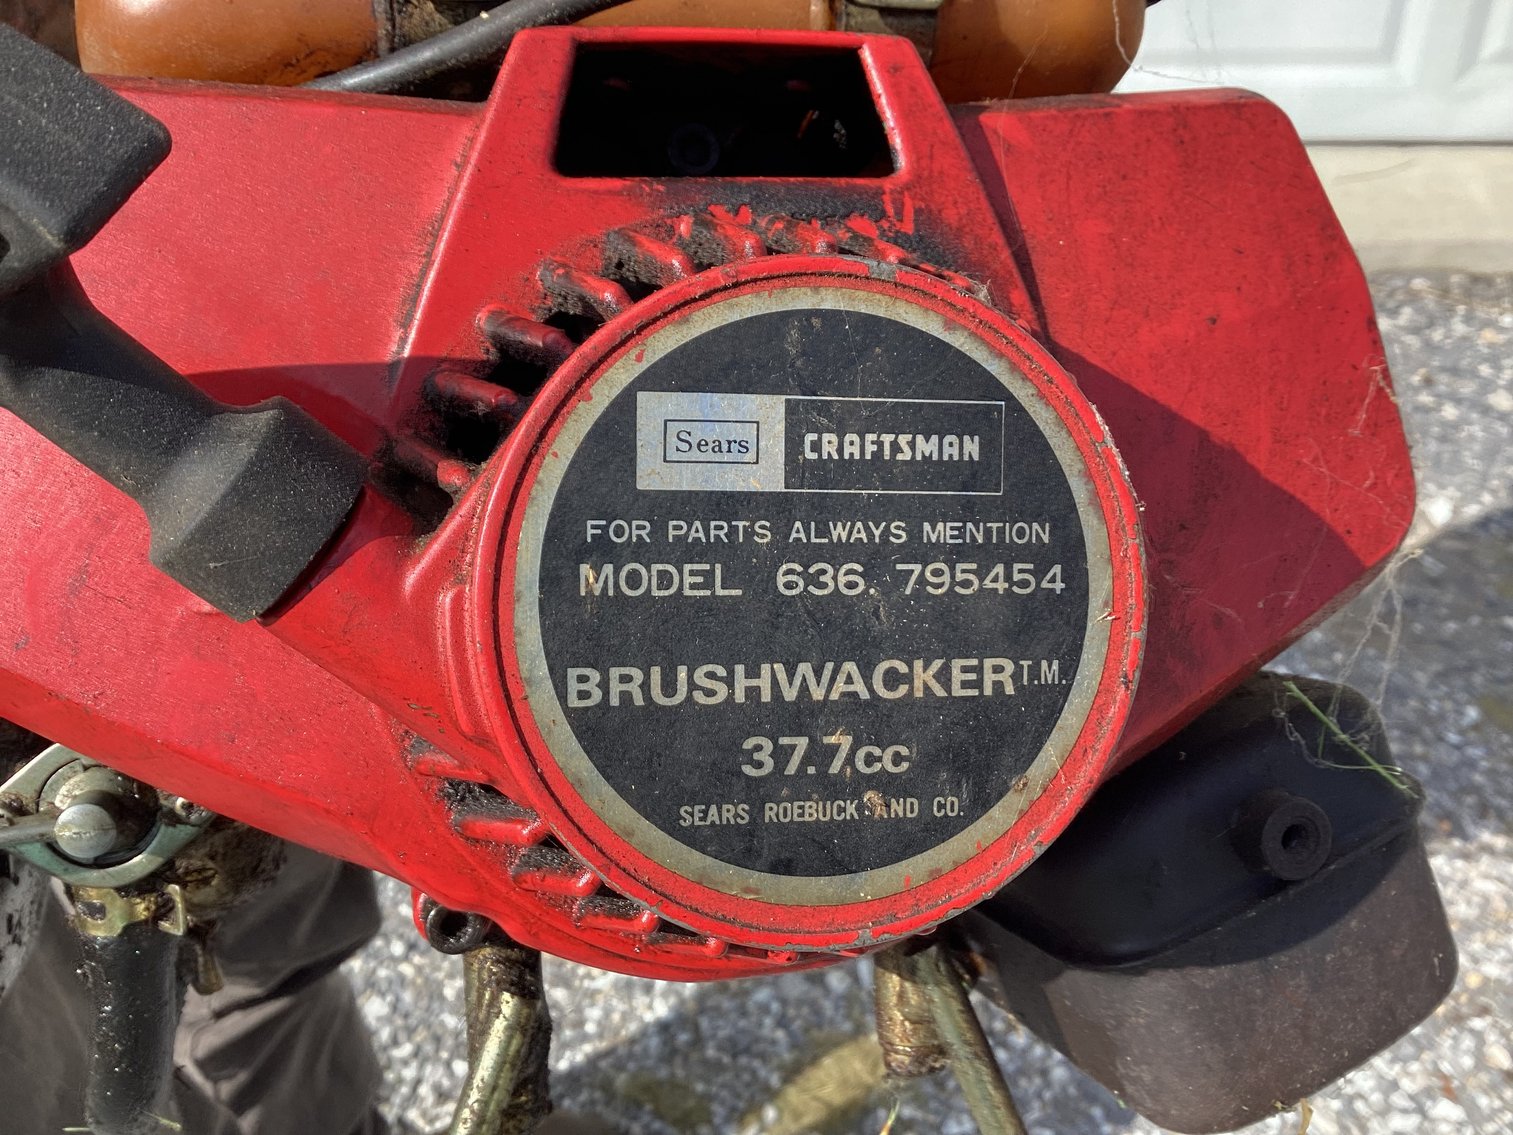 Sears CRAFTSMAN
FOR PARTS ALWAYS MENTION
MODEL 636. 795454
BRUSHWACKER T.M.
37.7cc
SEARS ROEBUCK AND CO.